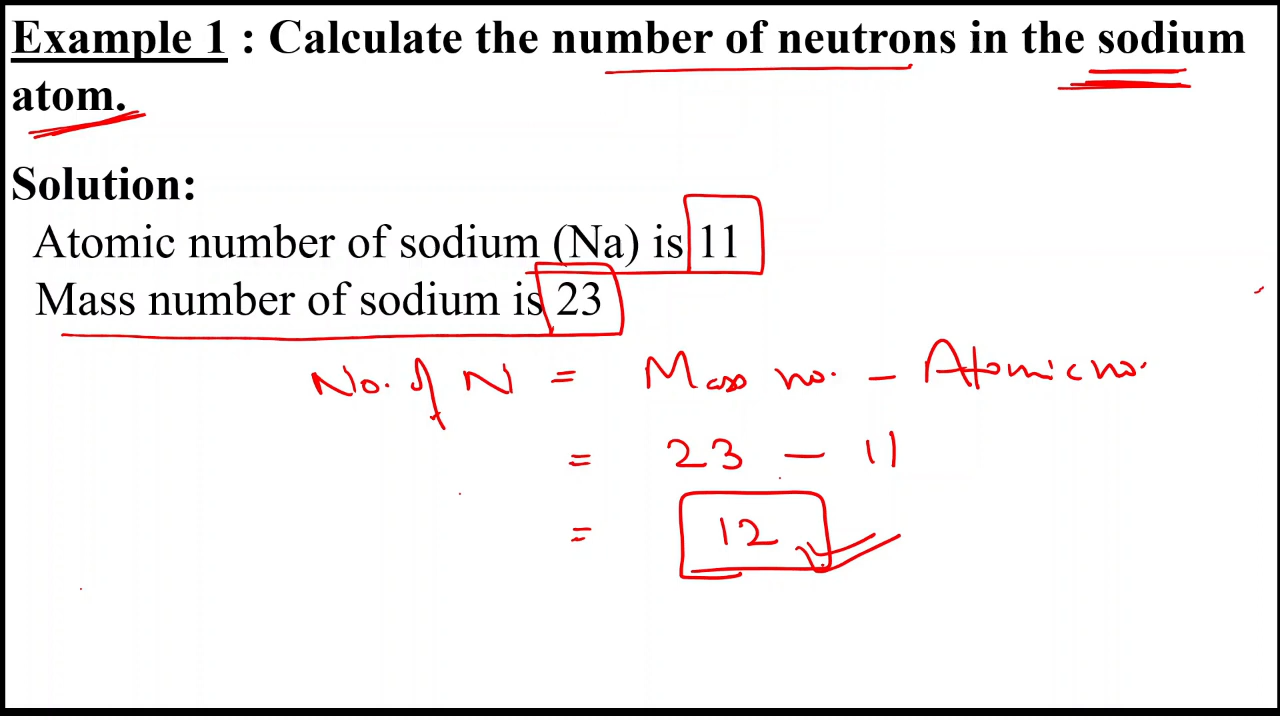 Example 1 : Calculate the number of neutrons in the sodium
atom.
Solution:
Atomic number of sodium (Na) is 11
Mass number of sodium is 23
No. of N = Mass no. - Atomic no.
= 23 - 11
= 12